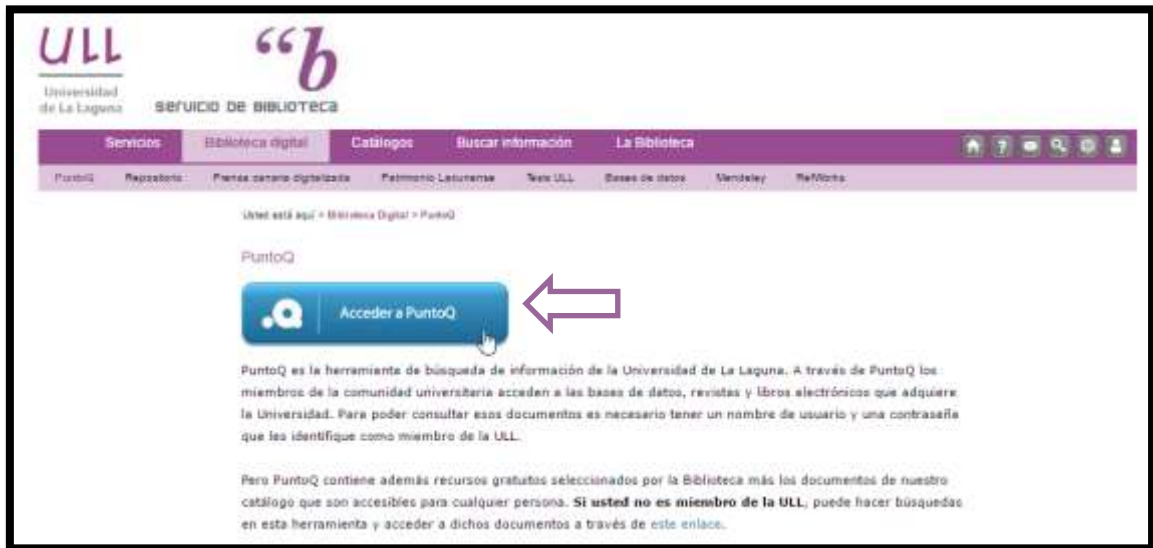 ULL
Universidad
de La Laguna
“b
servicio de BIBLIOTeca
Servicios Biblioteca digital Catálogos Buscar información La Biblioteca
PuntoQ Repositorio Prensa canaria digitalizada Patrimonio Lacunense Tesis ULL Bases de datos Mendeley RefWorks
Usted está aquí > Biblioteca Digital > PuntoQ
PuntoQ
.Q Acceder a PuntoQ
PuntoQ es la herramienta de búsqueda de información de la Universidad de La Laguna. A través de PuntoQ los
miembros de la comunidad universitaria acceden a las bases de datos, revistas y libros electrónicos que adquiere
la Universidad. Para poder consultar esos documentos es necesario tener un nombre de usuario y una contraseña
que les identifique como miembro de la ULL.
Pero PuntoQ contiene además recursos gratuitos seleccionados por la Biblioteca más los documentos de nuestro
catálogo que son accesibles para cualquier persona. Si usted no es miembro de la ULL, puede hacer búsquedas
en esta herramienta y acceder a dichos documentos a través de este enlace.